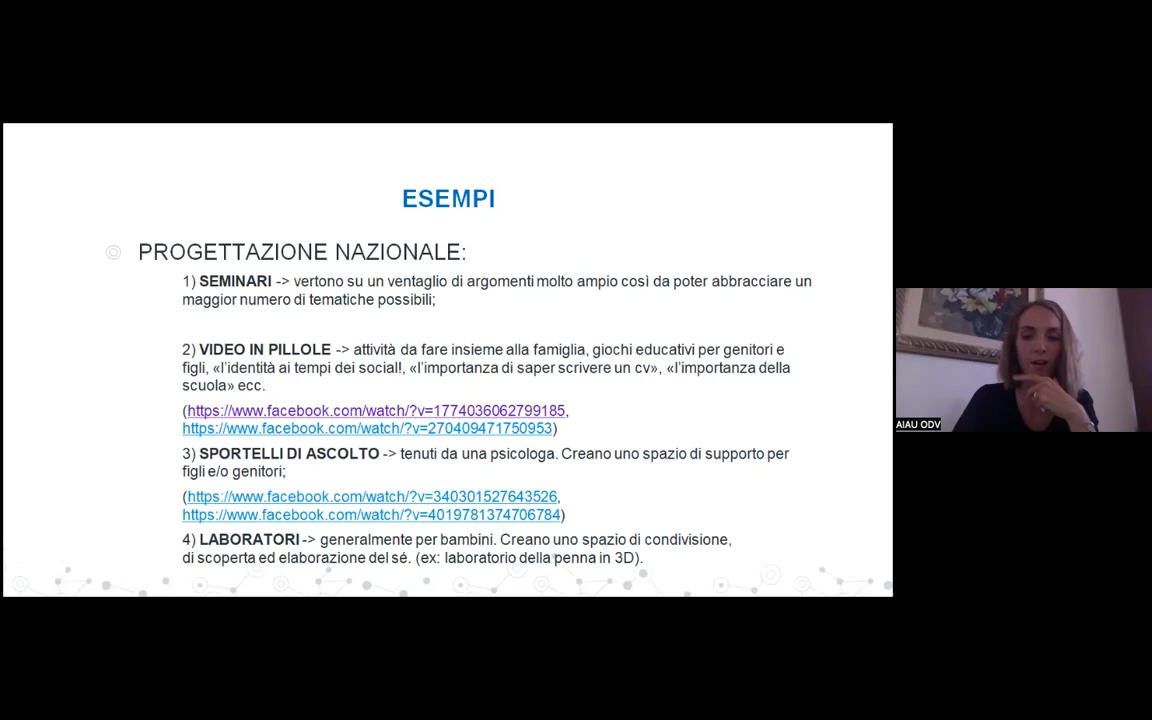 ESEMPI
PROGETTAZIONE NAZIONALE:
1) SEMINARI -> vertono su un ventaglio di argomenti molto ampio così da poter abbracciare un
maggior numero di tematiche possibili;
2) VIDEO IN PILLOLE -> attività da fare insieme alla famiglia, giochi educativi per genitori e
figli, «l'identità ai tempi dei social!, «l'importanza di saper scrivere un cv», «l'importanza della
scuola» ecc.
(https://www.facebook.com/watch/?v=1774036062799185,
https://www.facebook.com/watch/?v=270409471750953)
3) SPORTELLI DI ASCOLTO -> tenuti da una psicologa. Creano uno spazio di supporto per
figli e/o genitori;
(https://www.facebook.com/watch/?v=340301527643526,
https://www.facebook.com/watch/?v=4019781374706784)
4) LABORATORI -> generalmente per bambini. Creano uno spazio di condivisione,
di scoperta ed elaborazione del sé. (ex: laboratorio della penna in 3D).
AIAU ODV